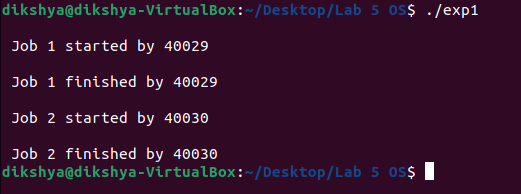 dikshya@dikshya-VirtualBox:~/Desktop/Lab 5 OS$ ./exp1
Job 1 started by 40029
Job 1 finished by 40029
Job 2 started by 40030
Job 2 finished by 40030
dikshya@dikshya-VirtualBox:~/Desktop/Lab 5 OS$